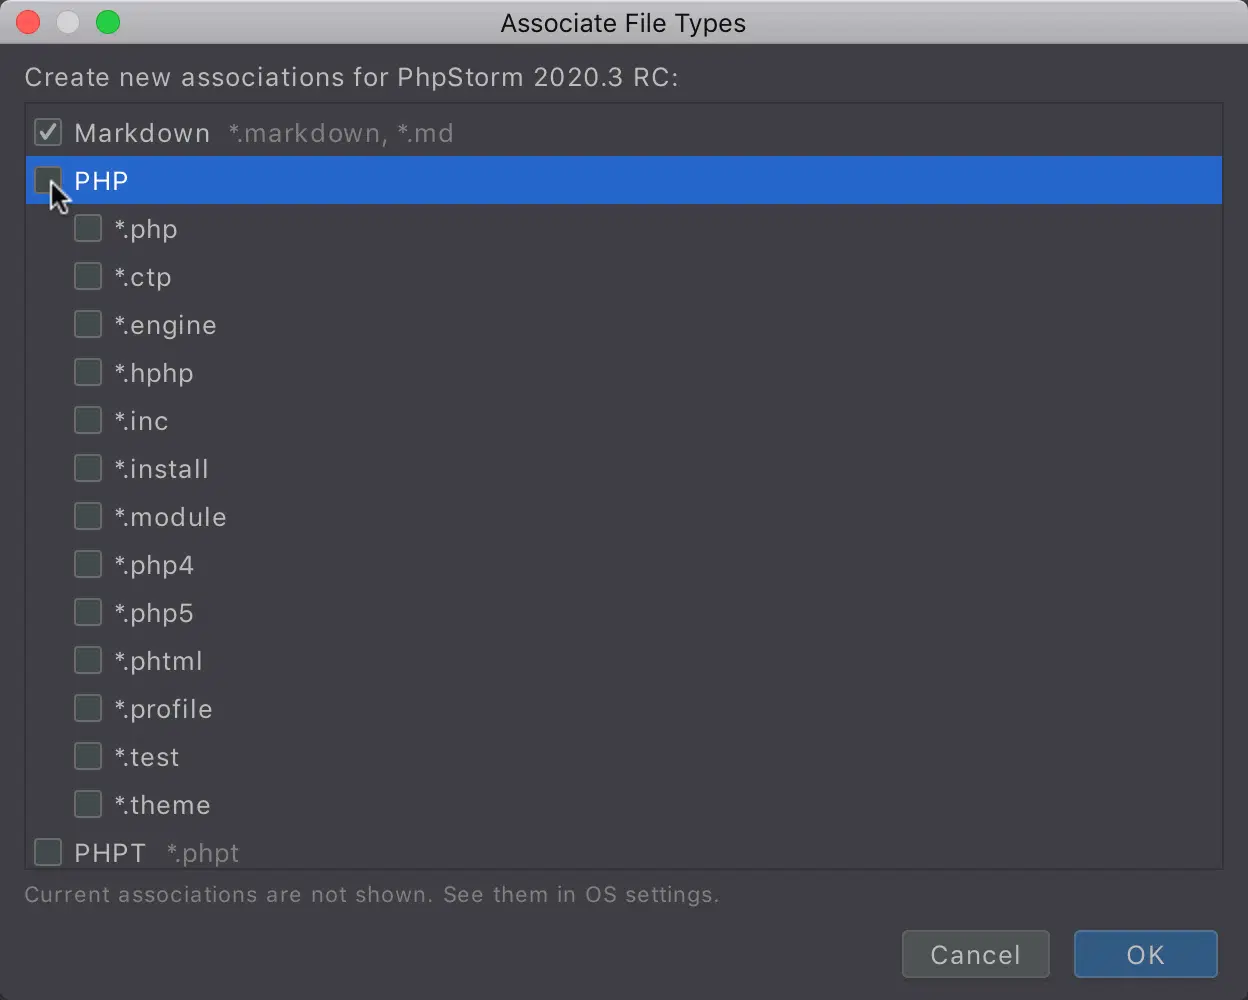 Associate File Types
Create new associations for PhpStorm 2020.3 RC:
Markdown *.markdown, *.md
PHP
*.php
*.ctp
*.engine
*.hphp
*.inc
*.install
*.module
*.php4
*.php5
*.phtml
*.profile
*.test
*.theme
PHPT *.phpt
Current associations are not shown. See them in OS settings.
Cancel OK